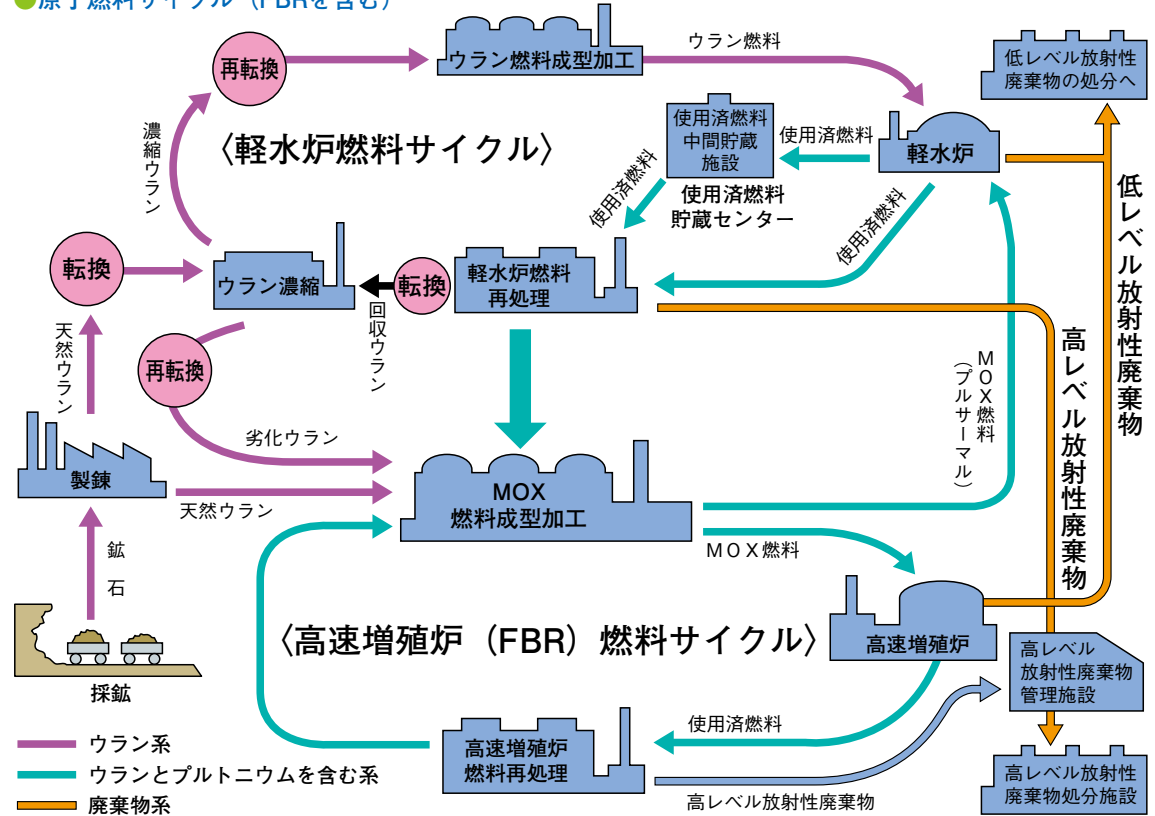 ●原子燃料サイクル（FBRを含む）
再転換
ウラン燃料成型加工
ウラン燃料
低レベル放射性
廃棄物の処分へ
濃縮ウラン
〈軽水炉燃料サイクル〉
使用済燃料
中間貯蔵
施設
使用済燃料
貯蔵センター
使用済燃料
軽水炉
使用済燃料
使用済燃料
低レベル放射性廃棄物
転換
ウラン濃縮
転換
回収ウラン
軽水炉燃料
再処理
天然ウラン
再転換
高レベル放射性廃棄物
MOX燃料
（プルサーマル）
劣化ウラン
製錬
天然ウラン
MOX
燃料成型加工
MOX燃料
鉱石
採鉱
〈高速増殖炉（FBR）燃料サイクル〉
高速増殖炉
高レベル
放射性廃棄物
管理施設
使用済燃料
高速増殖炉
燃料再処理
高レベル放射性廃棄物
高レベル放射性
廃棄物処分施設
ウラン系
ウランとプルトニウムを含む系
廃棄物系